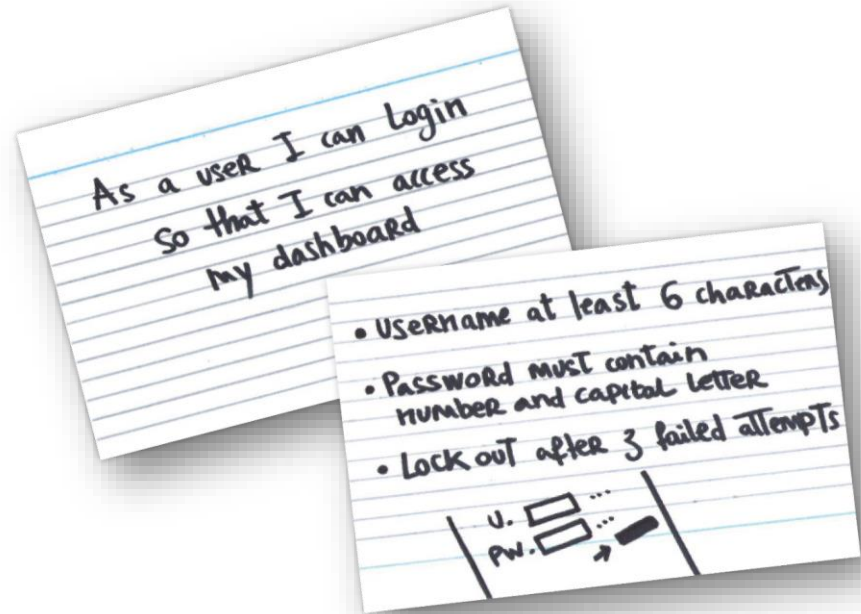 As a user I can Login
so that I can access
my dashboard
• Username at least 6 characters
• Password must contain
number and capital letter
• Lock out after 3 failed attempts
U. ...
PW. ...